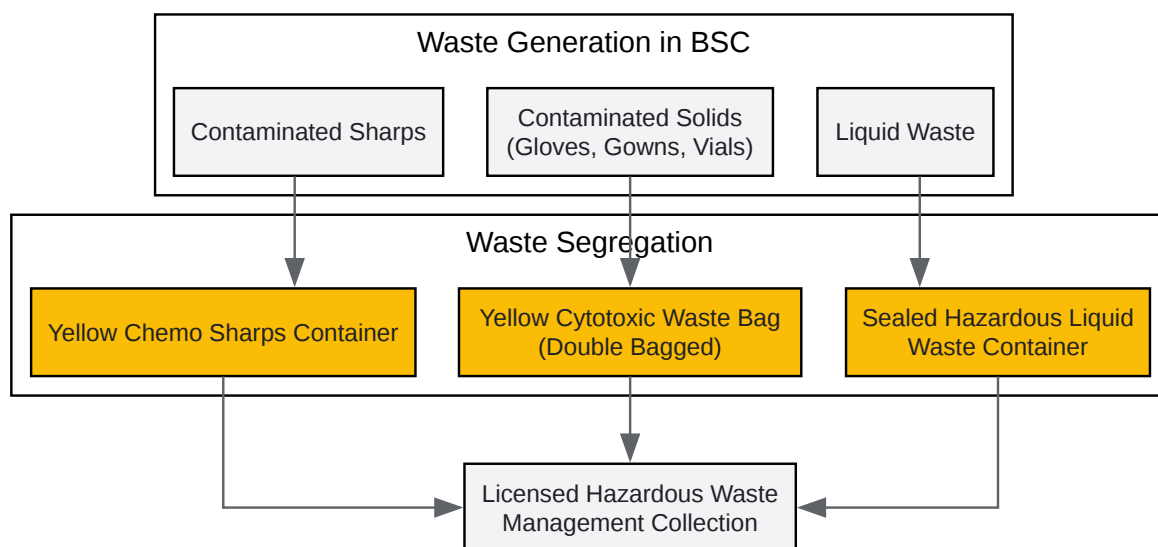 Waste Generation in BSC
Contaminated Sharps
Contaminated Solids
(Gloves, Gowns, Vials)
Liquid Waste
Waste Segregation
Yellow Chemo Sharps Container
Yellow Cytotoxic Waste Bag
(Double Bagged)
Sealed Hazardous Liquid
Waste Container
Licensed Hazardous Waste
Management Collection